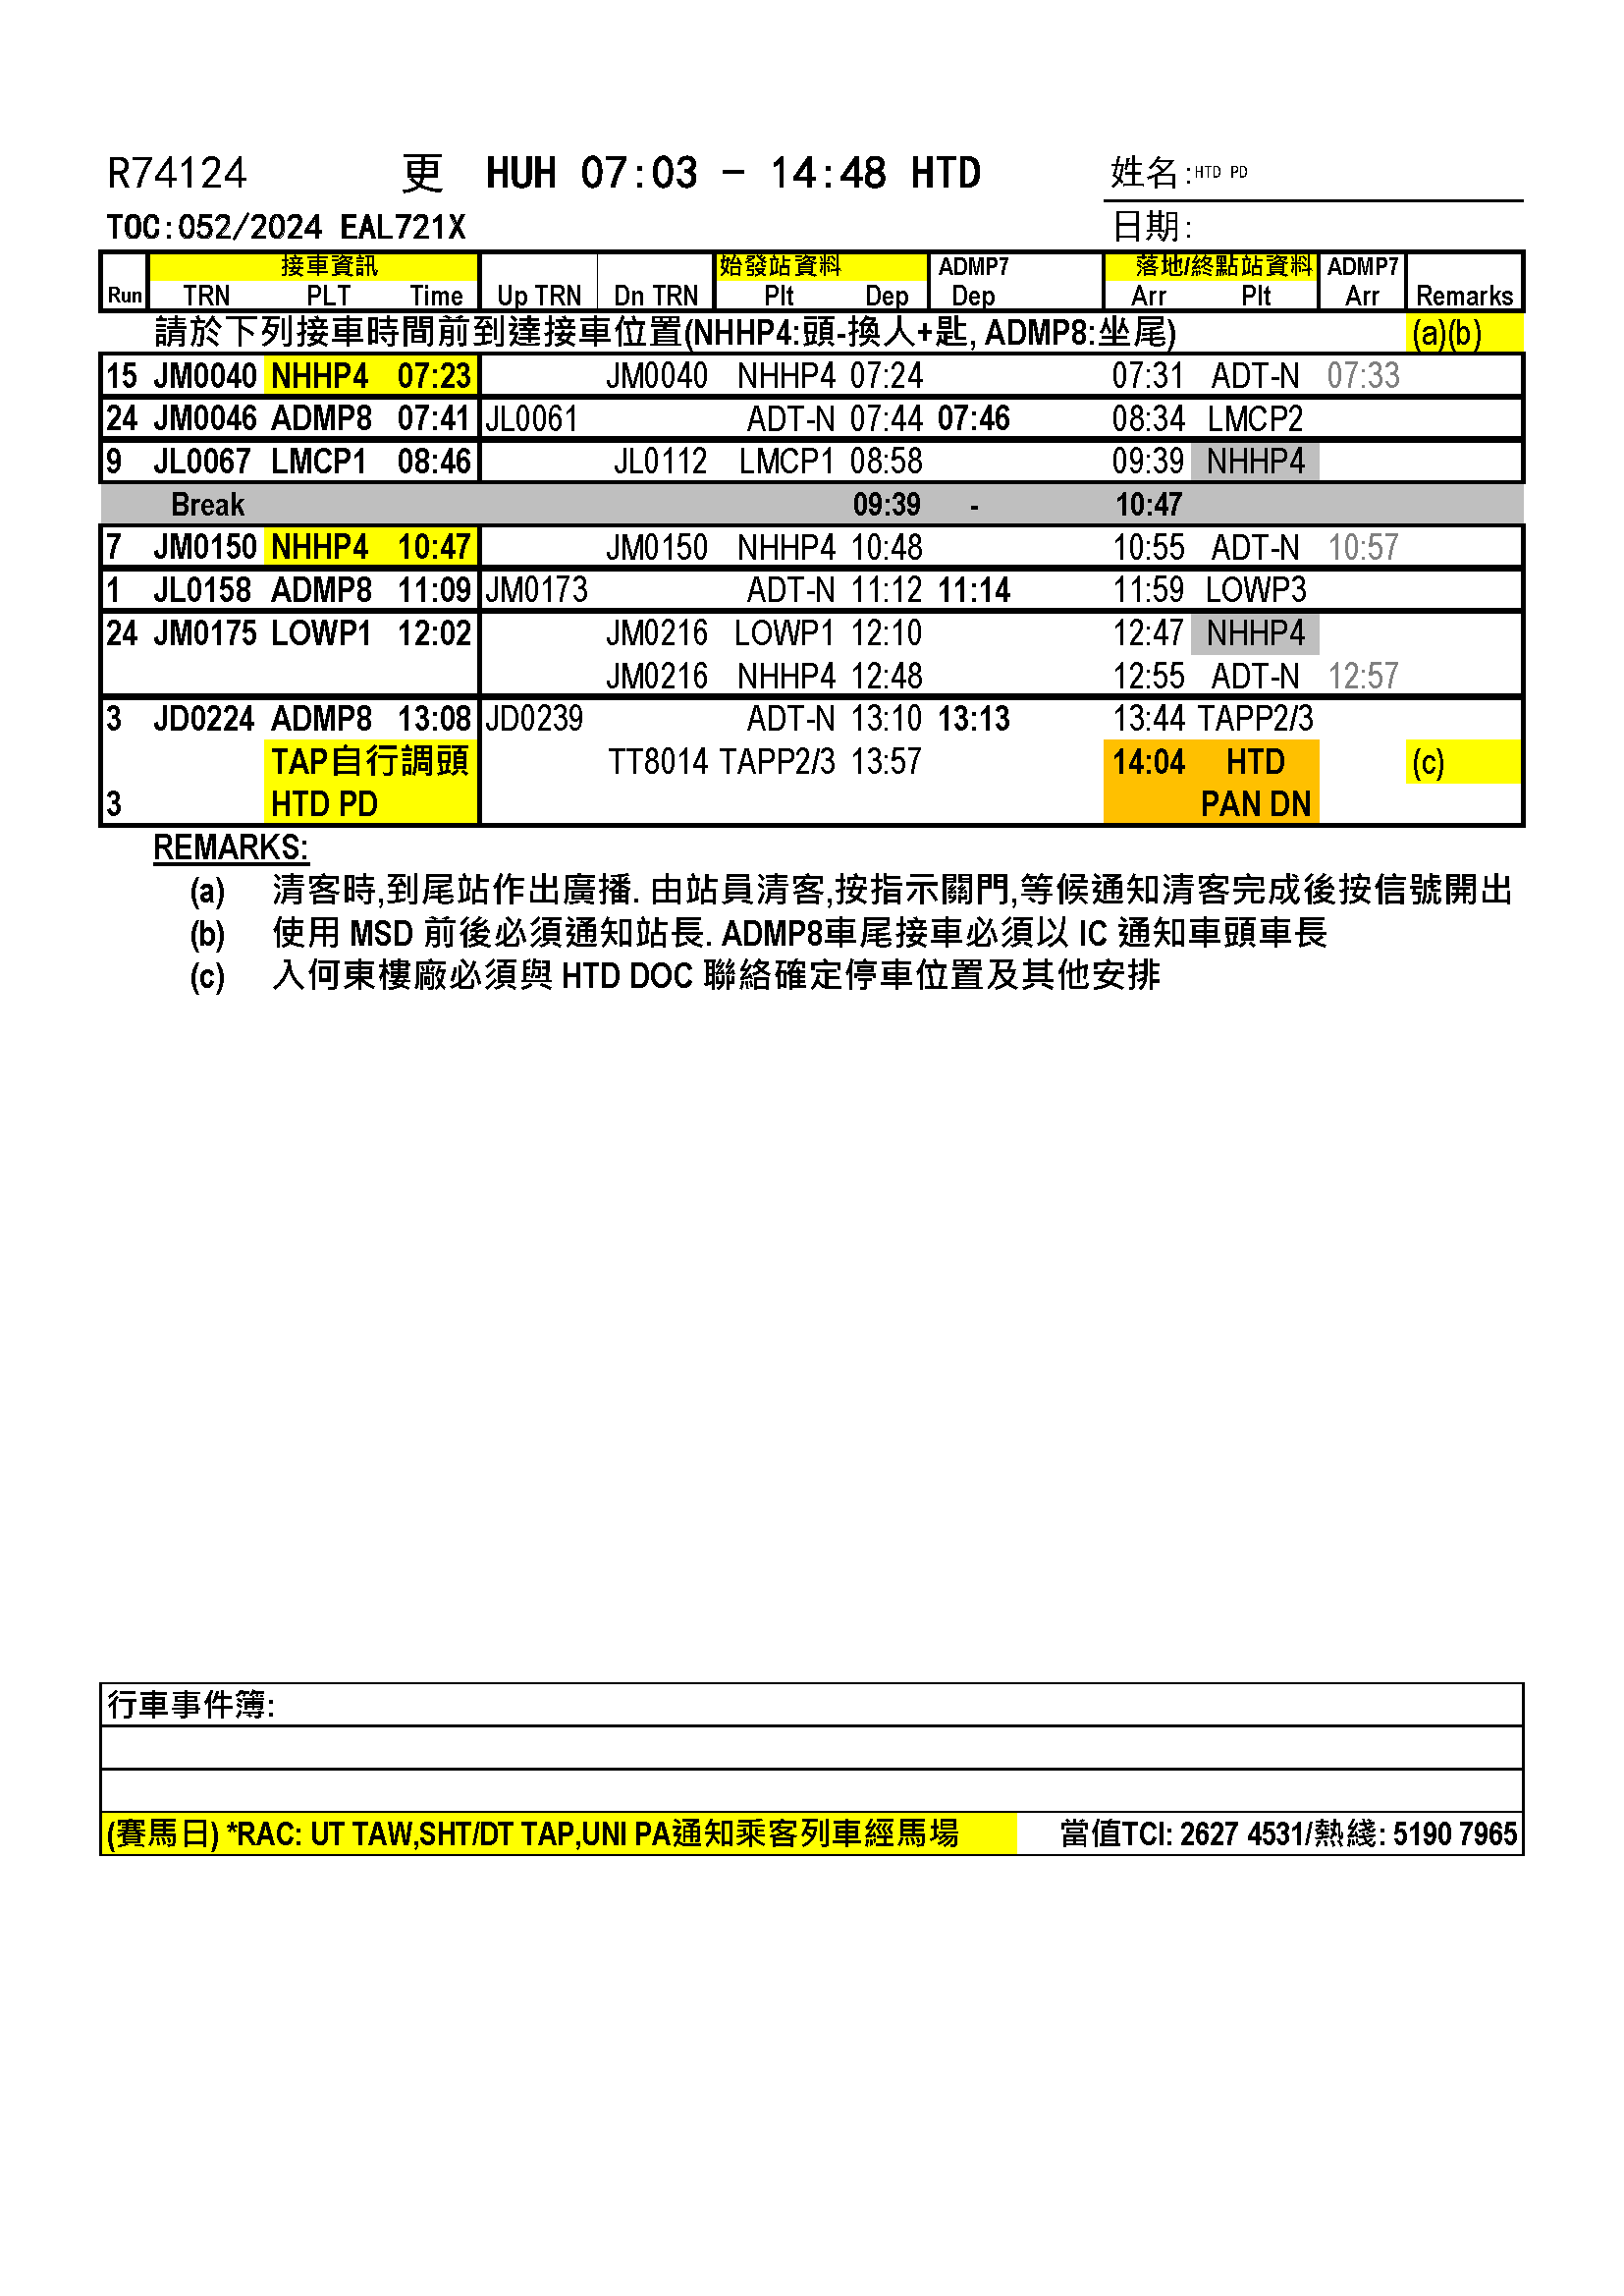 R74124 更 HUH 07:03 - 14:48 HTD 姓名:HTD PD
TOC:052/2024 EAL721X 日期:
接車資訊 始發站資料 ADMP7 落地/終點站資料 ADMP7
Run TRN PLT Time Up TRN Dn TRN Plt Dep Dep Arr Plt Arr Remarks
請於下列接車時間前到達接車位置(NHHP4:頭-換人+匙, ADMP8:坐尾) (a)(b)
15 JM0040 NHHP4 07:23 JM0040 NHHP4 07:24 07:31 ADT-N 07:33
24 JM0046 ADMP8 07:41 JL0061 ADT-N 07:44 07:46 08:34 LMCP2
9 JL0067 LMCP1 08:46 JL0112 LMCP1 08:58 09:39 NHHP4
Break 09:39 - 10:47
7 JM0150 NHHP4 10:47 JM0150 NHHP4 10:48 10:55 ADT-N 10:57
1 JL0158 ADMP8 11:09 JM0173 ADT-N 11:12 11:14 11:59 LOWP3
24 JM0175 LOWP1 12:02 JM0216 LOWP1 12:10 12:47 NHHP4
JM0216 NHHP4 12:48 12:55 ADT-N 12:57
3 JD0224 ADMP8 13:08 JD0239 ADT-N 13:10 13:13 13:44 TAPP2/3
TAP自行調頭 TT8014 TAPP2/3 13:57 14:04 HTD (c)
3 HTD PD PAN DN
REMARKS:
(a) 清客時,到尾站作出廣播. 由站員清客,按指示關門,等候通知清客完成後按信號開出
(b) 使用 MSD 前後必須通知站長. ADMP8車尾接車必須以 IC 通知車頭車長
(c) 入何東樓廠必須與 HTD DOC 聯絡確定停車位置及其他安排
行車事件簿:
(賽馬日) *RAC: UT TAW,SHT/DT TAP,UNI PA通知乘客列車經馬場 當值TCI: 2627 4531/熱綫: 5190 7965